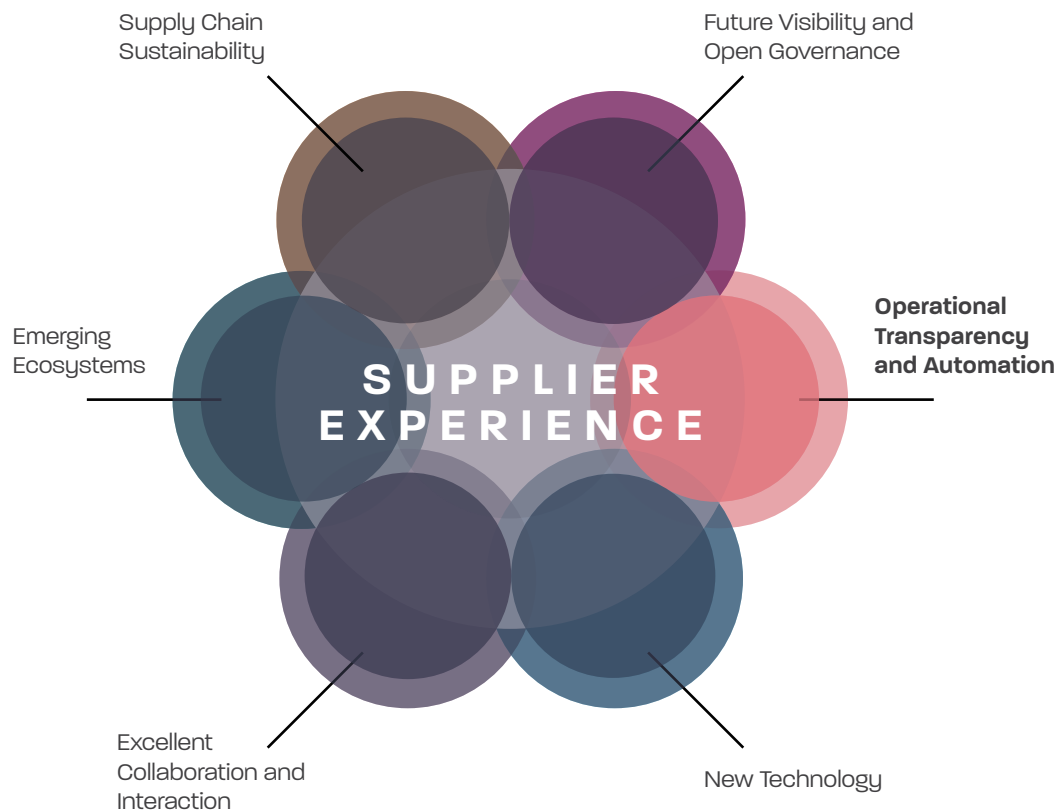 Supply Chain
Sustainability
Future Visibility and
Open Governance
Operational
Transparency
and Automation
Emerging
Ecosystems
SUPPLIER
EXPERIENCE
Excellent
Collaboration and
Interaction
New Technology